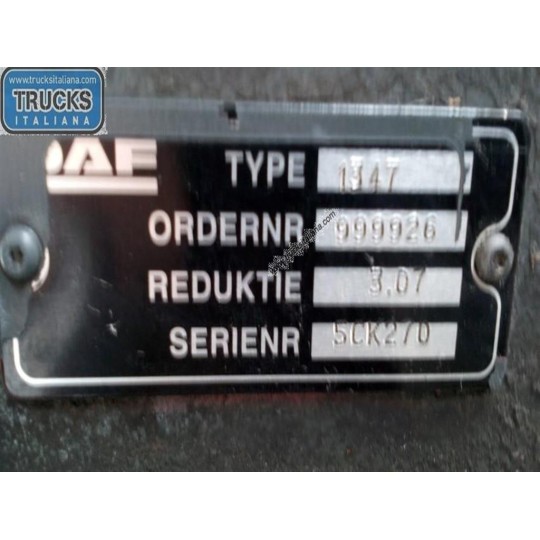 www.trucksitaliana.com
TRUCKS
ITALIANA
DAF
TYPE 1347
ORDERNR 999926
REDUKTIE 3.07
SERIENR 5CK270